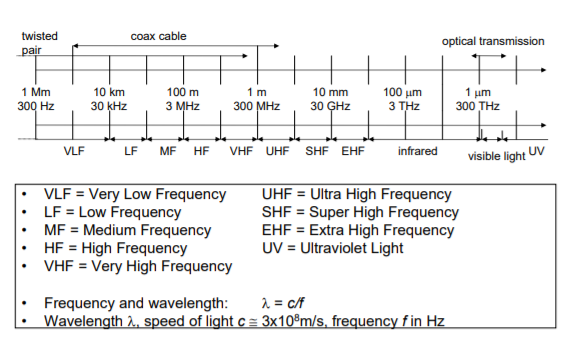 twisted pair
coax cable
optical transmission
1 Mm 10 km 100 m 1 m 10 mm 100 µm 1 µm
300 Hz 30 kHz 3 MHz 300 MHz 30 GHz 3 THz 300 THz
VLF LF MF HF VHF UHF SHF EHF infrared visible light UV
• VLF = Very Low Frequency UHF = Ultra High Frequency
• LF = Low Frequency SHF = Super High Frequency
• MF = Medium Frequency EHF = Extra High Frequency
• HF = High Frequency UV = Ultraviolet Light
• VHF = Very High Frequency
• Frequency and wavelength: λ = c/f
• Wavelength λ, speed of light c ≅ 3x10⁸m/s, frequency f in Hz